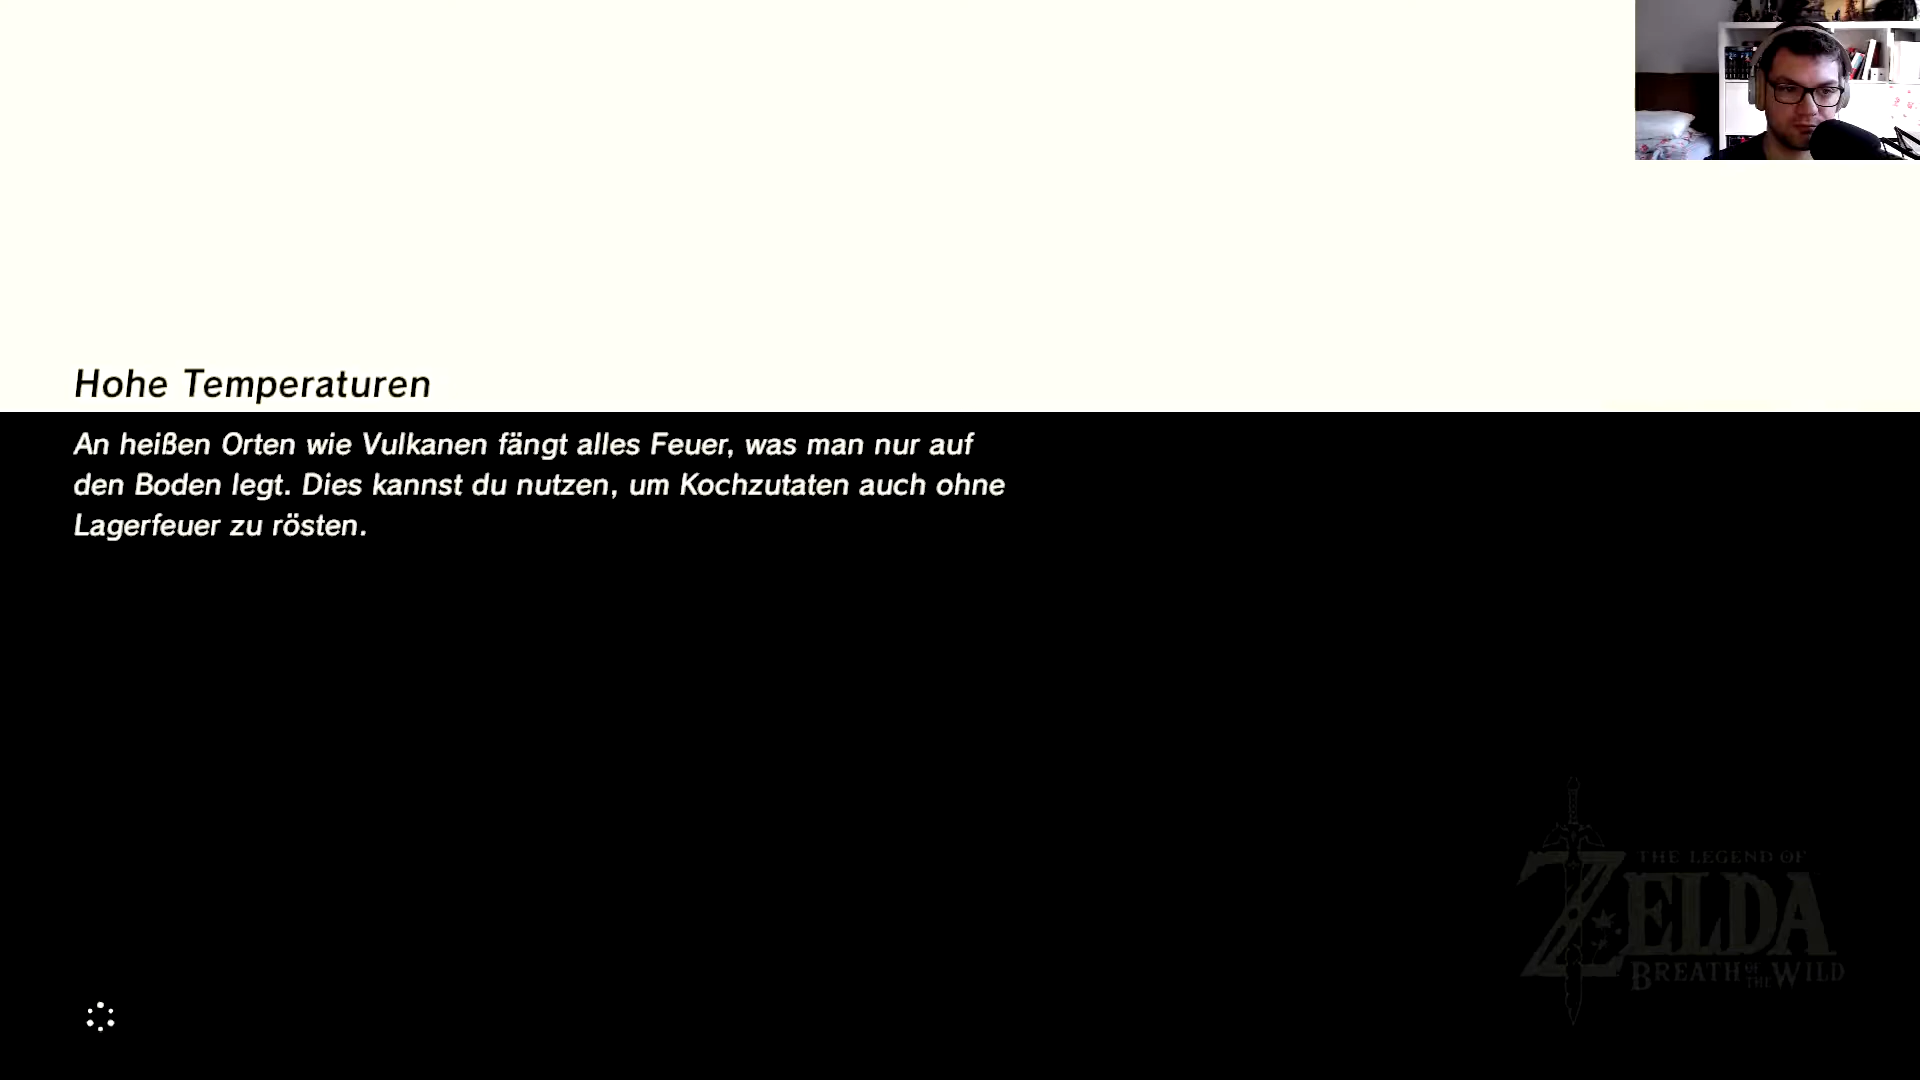 Hohe Temperaturen
An heißen Orten wie Vulkanen fängt alles Feuer, was man nur auf
den Boden legt. Dies kannst du nutzen, um Kochzutaten auch ohne
Lagerfeuer zu rösten.
THE LEGEND OF
ZELDA
BREATH OF THE WILD